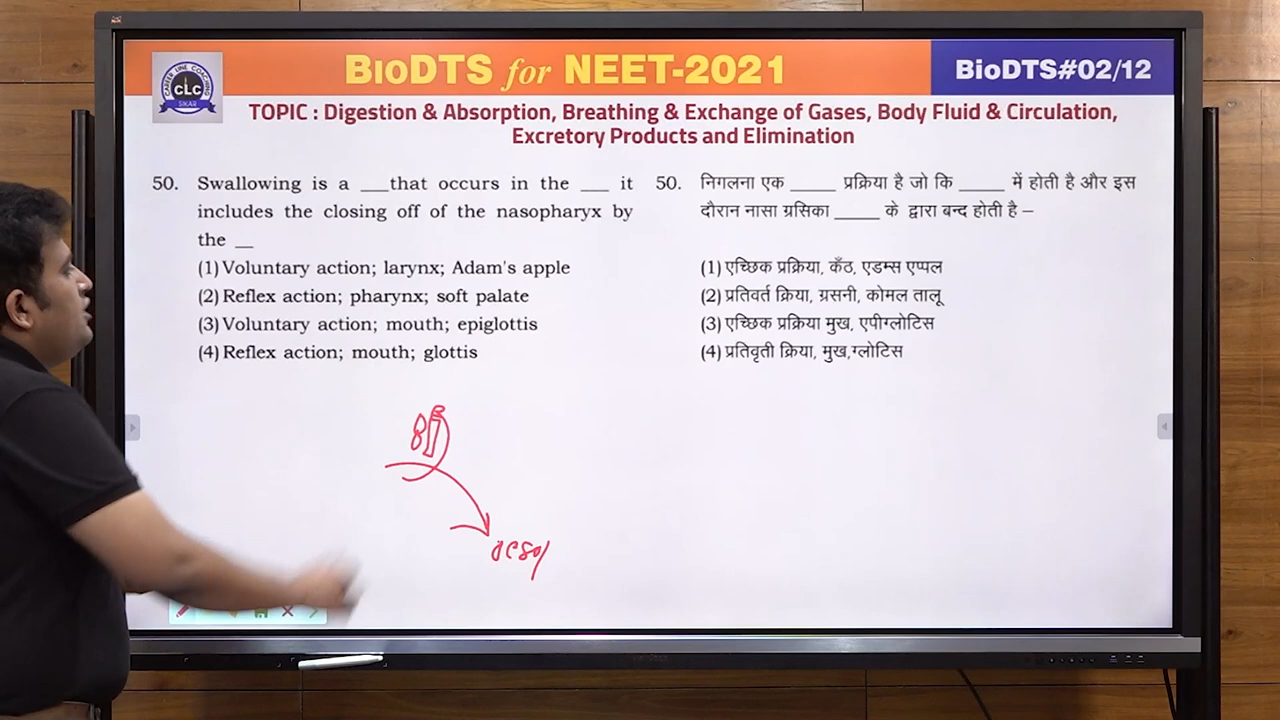 BIODTS for NEET-2021
BioDTS#02/12
CAREER LINE COACHING
CLC
SIKAR
TOPIC : Digestion & Absorption, Breathing & Exchange of Gases, Body Fluid & Circulation,
Excretory Products and Elimination
50. Swallowing is a ___that occurs in the ___ it
includes the closing off of the nasopharyx by
the __
(1) Voluntary action; larynx; Adam's apple
(2) Reflex action; pharynx; soft palate
(3) Voluntary action; mouth; epiglottis
(4) Reflex action; mouth; glottis
50. निगलना एक _____ प्रक्रिया है जो कि _____ में होती है और इस
दौरान नासा ग्रसिका _____ के द्वारा बन्द होती है –
(1) एच्छिक प्रक्रिया, कँठ, एडम्स एप्पल
(2) प्रतिवर्त क्रिया, ग्रसनी, कोमल तालू
(3) एच्छिक प्रक्रिया मुख, एपीग्लोटिस
(4) प्रतिवृती क्रिया, मुख,ग्लोटिस